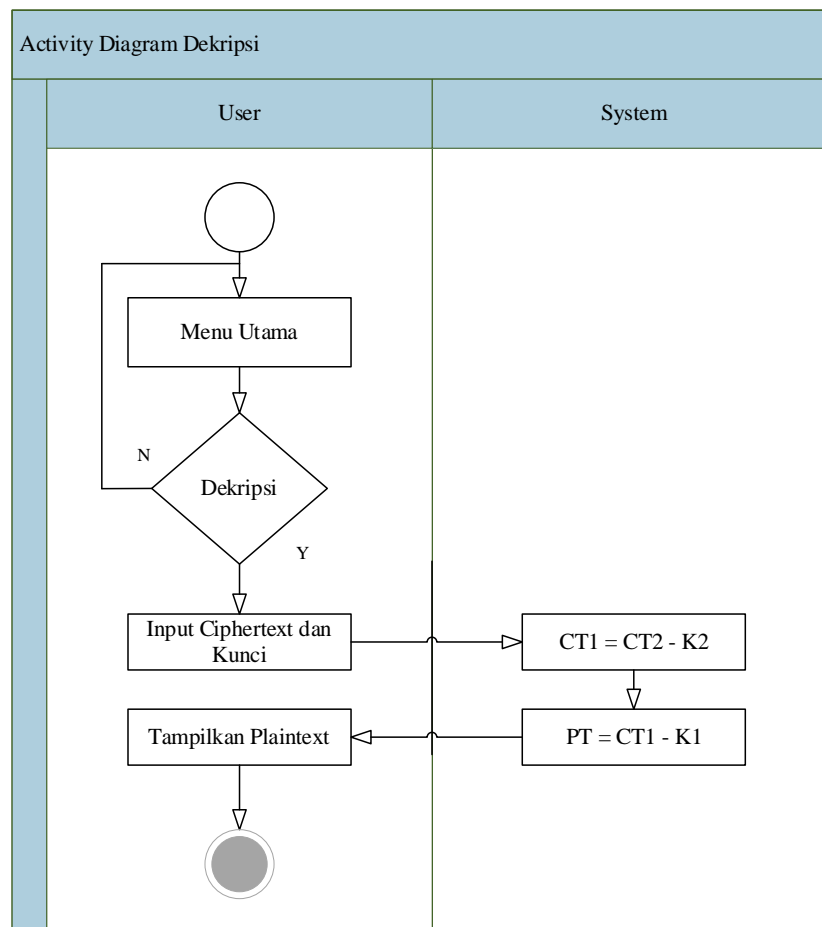 Activity Diagram Dekripsi
User
System
Menu Utama
N
Dekripsi
Y
Input Ciphertext dan
Kunci
CT1 = CT2 - K2
Tampilkan Plaintext
PT = CT1 - K1